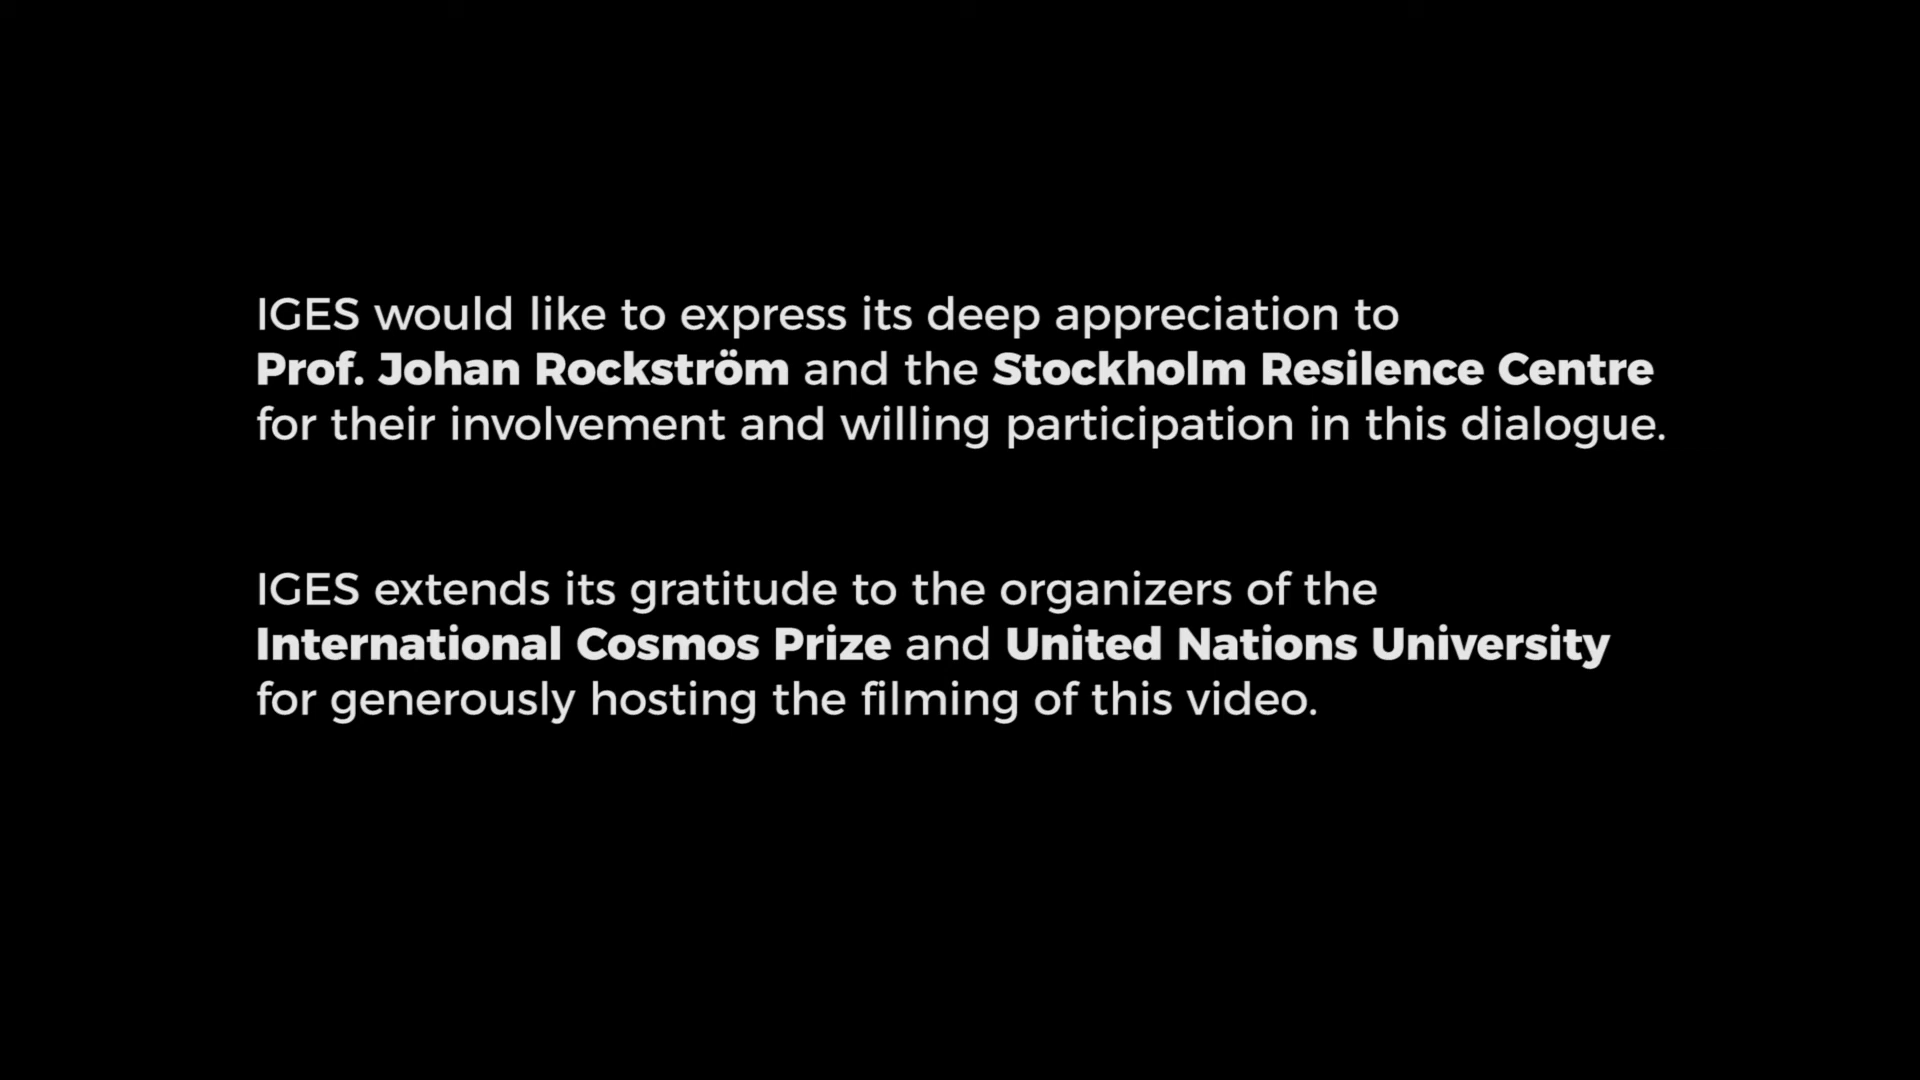 IGES would like to express its deep appreciation to
Prof. Johan Rockström and the Stockholm Resilence Centre
for their involvement and willing participation in this dialogue.
IGES extends its gratitude to the organizers of the
International Cosmos Prize and United Nations University
for generously hosting the filming of this video.